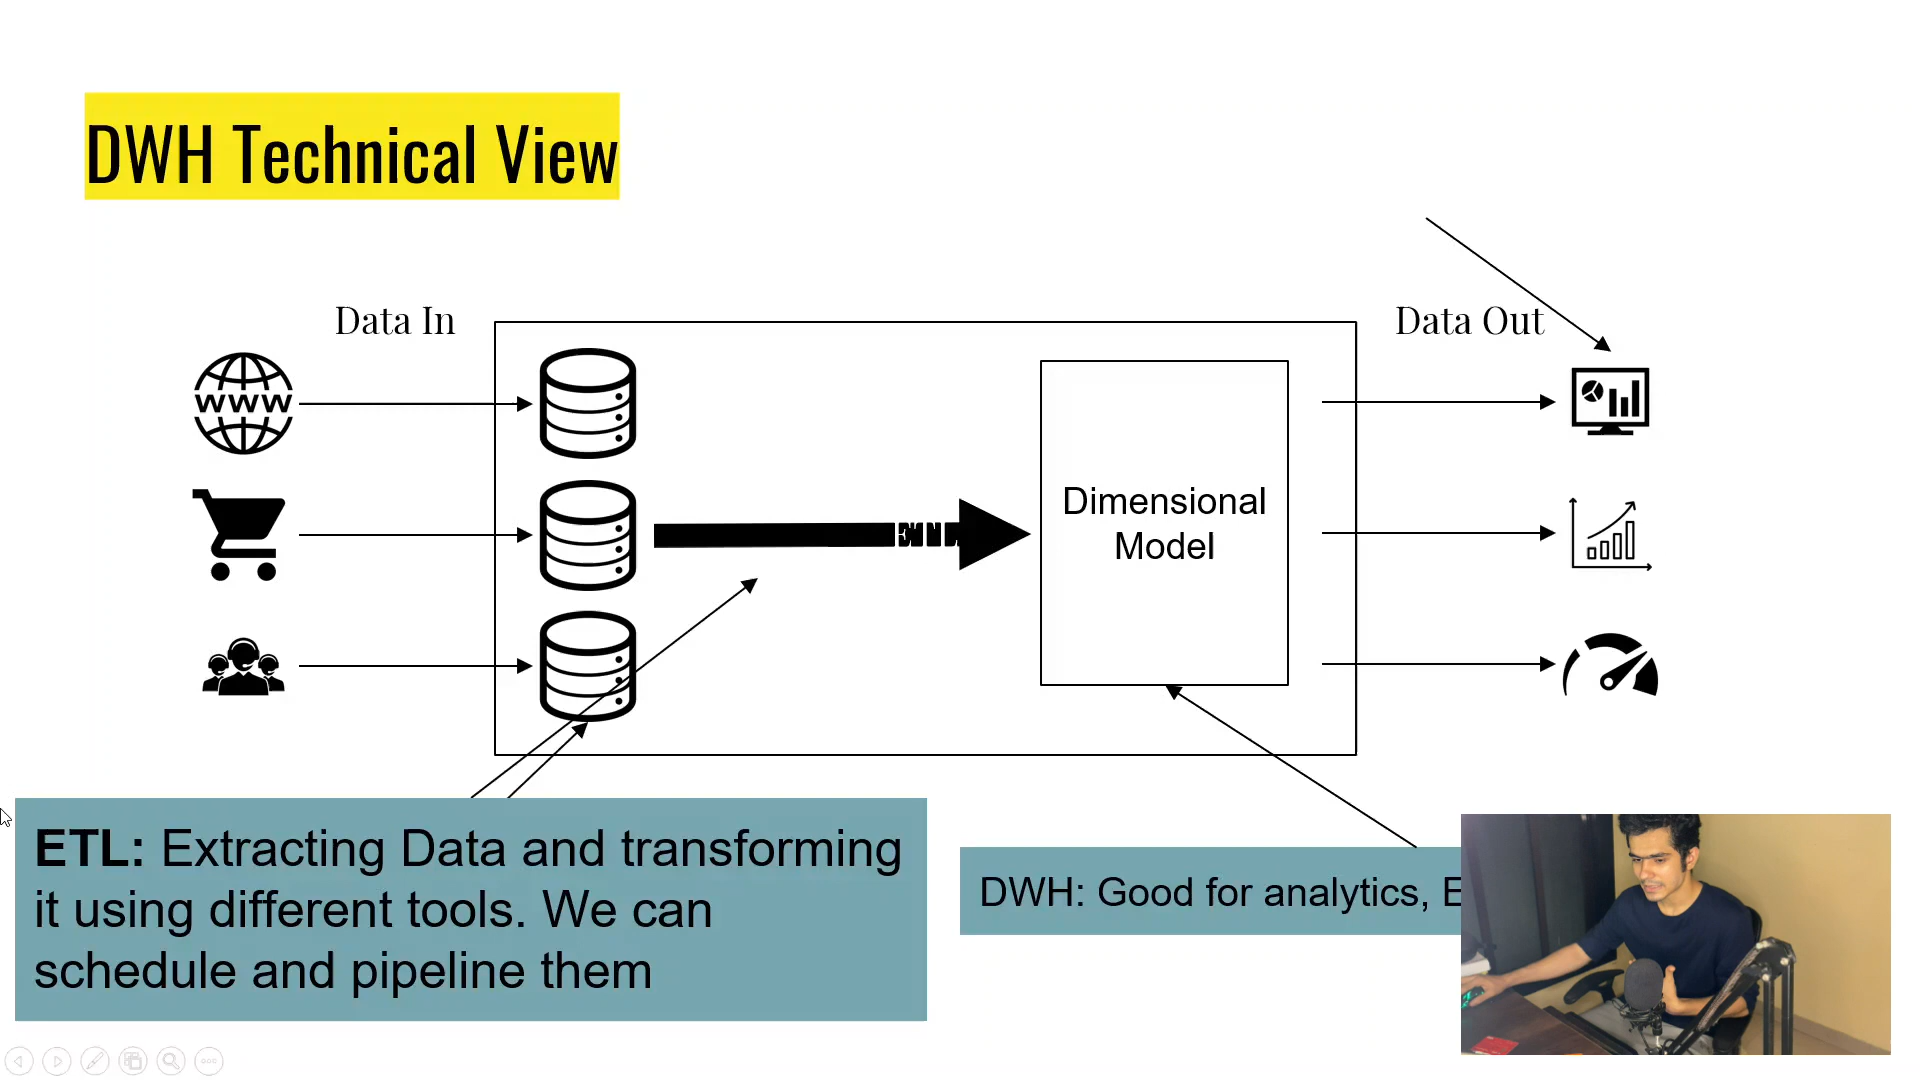 DWH Technical View
Data In
Data Out
WWW
Dimensional
Model
ETL: Extracting Data and transforming
it using different tools. We can
schedule and pipeline them
DWH: Good for analytics, E